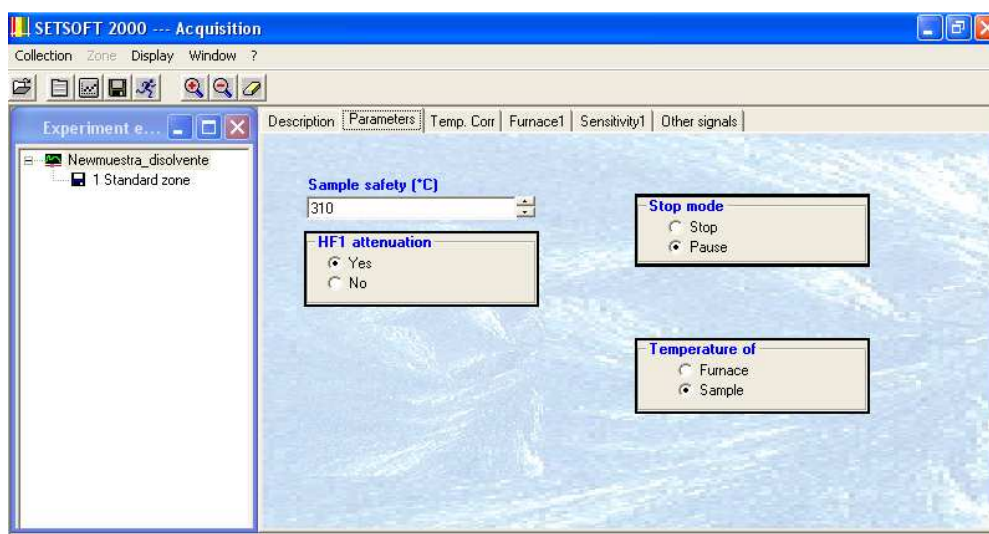 SETSOFT 2000 --- Acquisition
Collection Zone Display Window ?
Experiment e...
Newmuestra_disolvente
1 Standard zone
Description Parameters Temp. Corr Furnace1 Sensitivity1 Other signals
Sample safety (°C)
310
HF1 attenuation
Yes
No
Stop mode
Stop
Pause
Temperature of
Furnace
Sample